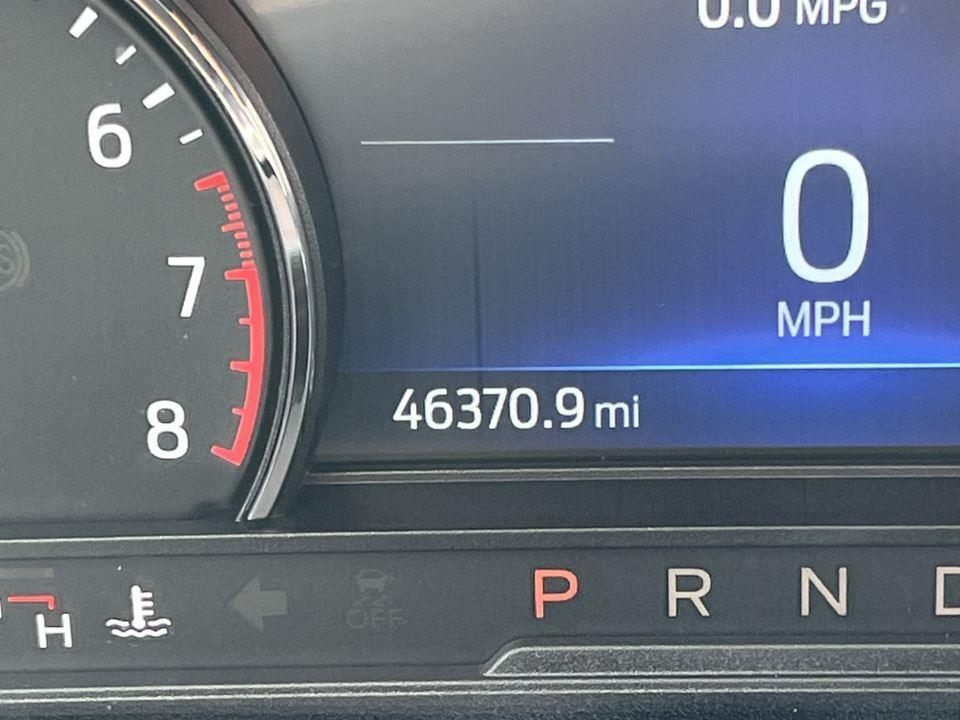 0.0 MPG
6
0
MPH
7
46370.9 mi
8
P R N
H
OFF